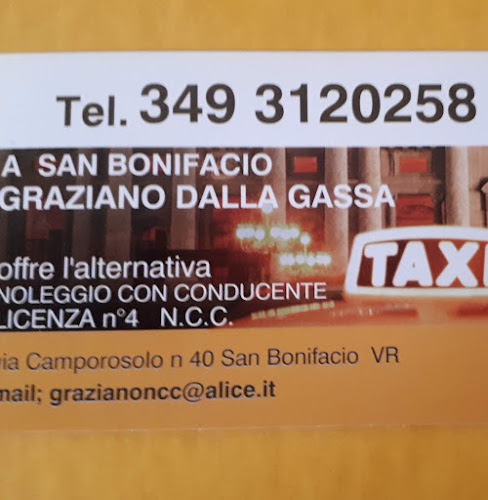 Tel. 349 3120258
A SAN BONIFACIO
GRAZIANO DALLA GASSA
offre l'alternativa
TAXI
NOLEGGIO CON CONDUCENTE
LICENZA n°4 N.C.C.
via Camporosolo n 40 San Bonifacio VR
mail; grazianoncc@alice.it